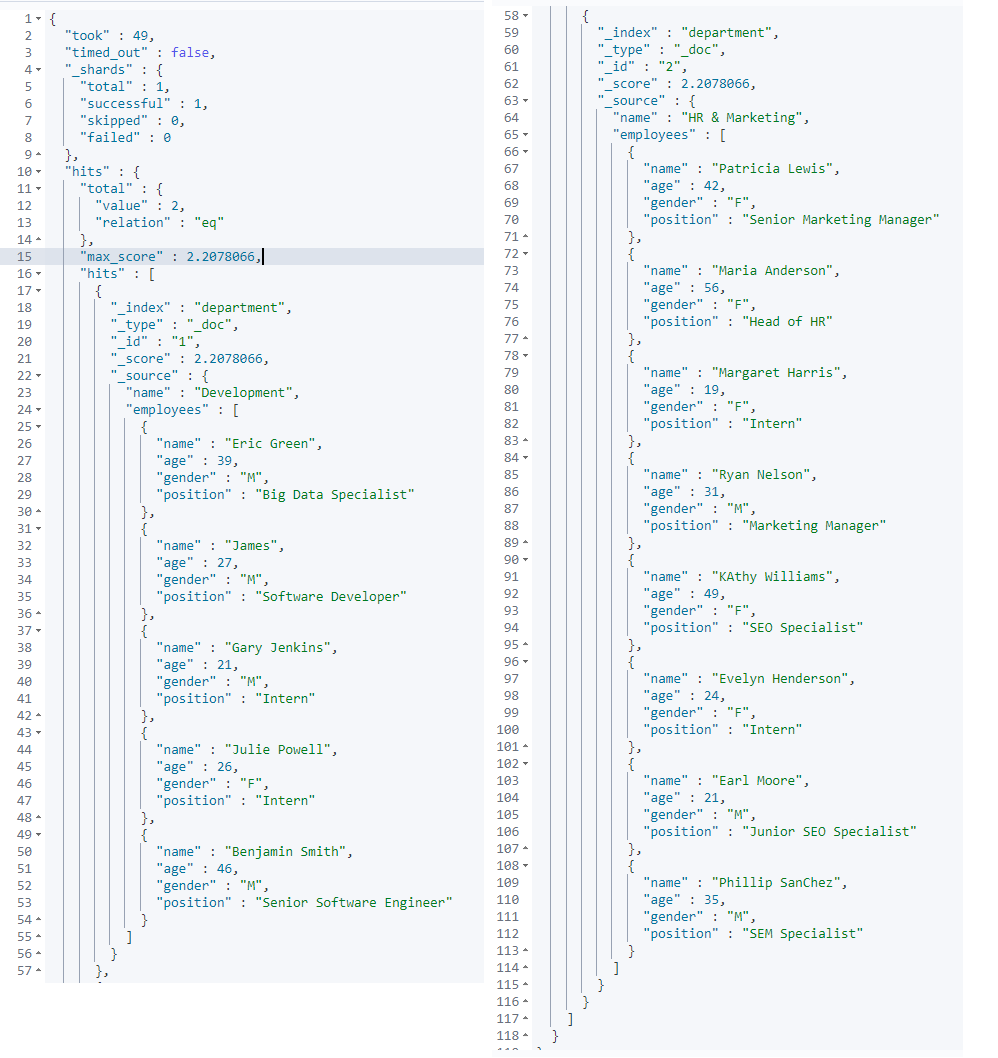 1 {
2 "took" : 49,
3 "timed_out" : false,
4 "_shards" : {
5 "total" : 1,
6 "successful" : 1,
7 "skipped" : 0,
8 "failed" : 0
9 },
10 "hits" : {
11 "total" : {
12 "value" : 2,
13 "relation" : "eq"
14 },
15 "max_score" : 2.2078066,
16 "hits" : [
17 {
18 "_index" : "department",
19 "_type" : "_doc",
20 "_id" : "1",
21 "_score" : 2.2078066,
22 "_source" : {
23 "name" : "Development",
24 "employees" : [
25 {
26 "name" : "Eric Green",
27 "age" : 39,
28 "gender" : "M",
29 "position" : "Big Data Specialist"
30 },
31 {
32 "name" : "James",
33 "age" : 27,
34 "gender" : "M",
35 "position" : "Software Developer"
36 },
37 {
38 "name" : "Gary Jenkins",
39 "age" : 21,
40 "gender" : "M",
41 "position" : "Intern"
42 },
43 {
44 "name" : "Julie Powell",
45 "age" : 26,
46 "gender" : "F",
47 "position" : "Intern"
48 },
49 {
50 "name" : "Benjamin Smith",
51 "age" : 46,
52 "gender" : "M",
53 "position" : "Senior Software Engineer"
54 }
55 ]
56 }
57 },
58 {
59 "_index" : "department",
60 "_type" : "_doc",
61 "_id" : "2",
62 "_score" : 2.2078066,
63 "_source" : {
64 "name" : "HR & Marketing",
65 "employees" : [
66 {
67 "name" : "Patricia Lewis",
68 "age" : 42,
69 "gender" : "F",
70 "position" : "Senior Marketing Manager"
71 },
72 {
73 "name" : "Maria Anderson",
74 "age" : 56,
75 "gender" : "F",
76 "position" : "Head of HR"
77 },
78 {
79 "name" : "Margaret Harris",
80 "age" : 19,
81 "gender" : "F",
82 "position" : "Intern"
83 },
84 {
85 "name" : "Ryan Nelson",
86 "age" : 31,
87 "gender" : "M",
88 "position" : "Marketing Manager"
89 },
90 {
91 "name" : "KAthy Williams",
92 "age" : 49,
93 "gender" : "F",
94 "position" : "SEO Specialist"
95 },
96 {
97 "name" : "Evelyn Henderson",
98 "age" : 24,
99 "gender" : "F",
100 "position" : "Intern"
101 },
102 {
103 "name" : "Earl Moore",
104 "age" : 21,
105 "gender" : "M",
106 "position" : "Junior SEO Specialist"
107 },
108 {
109 "name" : "Phillip SanChez",
110 "age" : 35,
111 "gender" : "M",
112 "position" : "SEM Specialist"
113 }
114 ]
115 }
116 }
117 ]
118 }